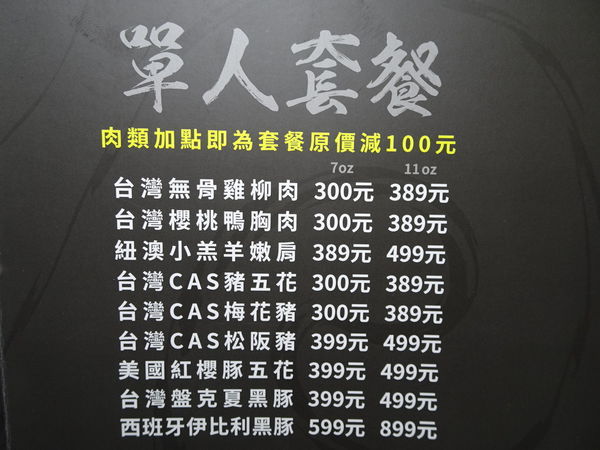 單人套餐
肉類加點即為套餐原價減100元
7oz 11oz
台灣無骨雞柳肉 300元 389元
台灣櫻桃鴨胸肉 300元 389元
紐澳小羔羊嫩肩 389元 499元
台灣CAS豬五花 300元 389元
台灣CAS梅花豬 300元 389元
台灣CAS松阪豬 399元 499元
美國紅櫻豚五花 399元 499元
台灣盤克夏黑豚 399元 499元
西班牙伊比利黑豚 599元 899元